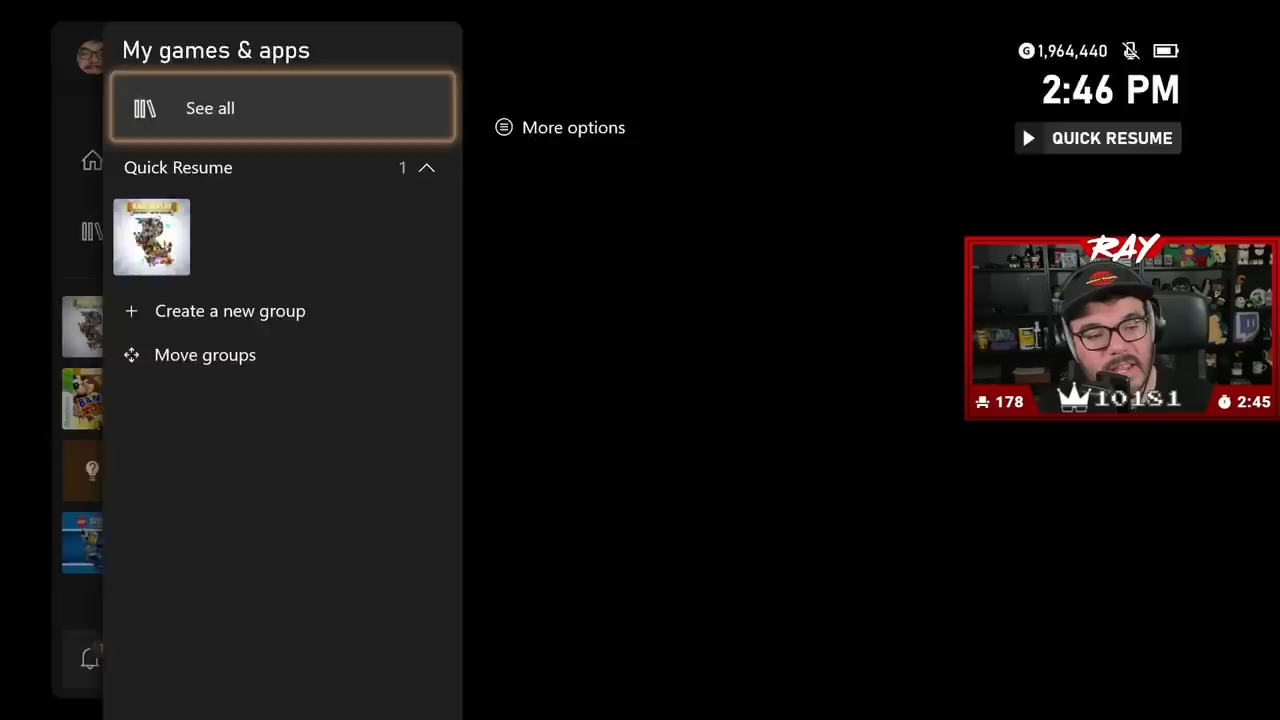 My games & apps
See all
Quick Resume 1
Create a new group
Move groups
More options
G 1,964,440
2:46 PM
QUICK RESUME
RAY
178
10181
2:45